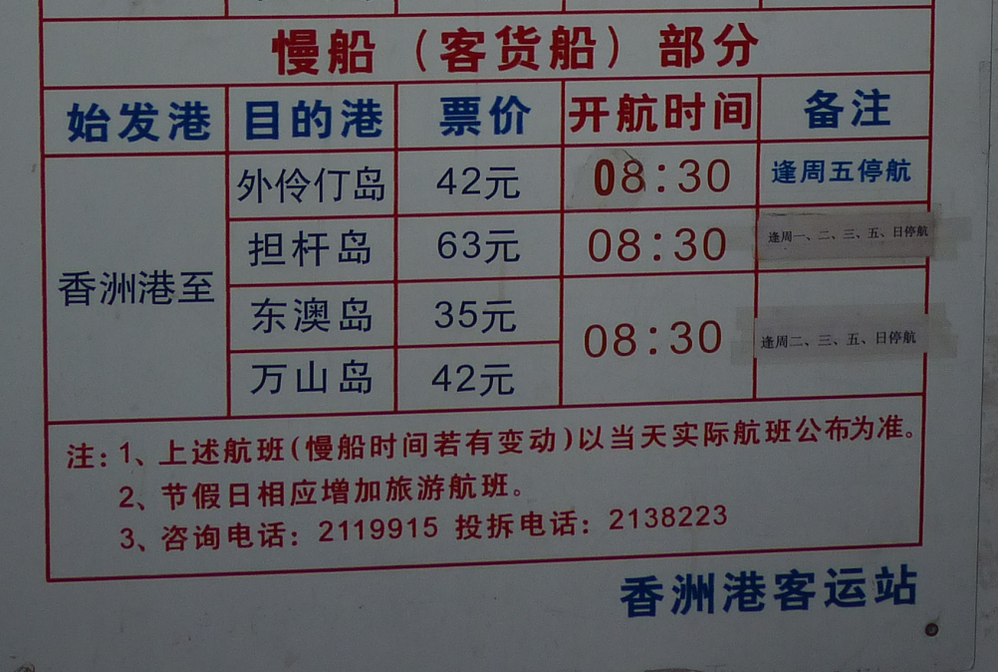 慢船（客货船）部分
始发港 目的港 票价 开航时间 备注
外伶仃岛 42元 08:30 逢周五停航
担杆岛 63元 08:30 逢周一、二、三、五、日停航
香洲港至
东澳岛 35元
08:30 逢周二、三、五、日停航
万山岛 42元
注：1、上述航班(慢船时间若有变动)以当天实际航班公布为准。
2、节假日相应增加旅游航班。
3、咨询电话：2119915 投拆电话：2138223
香洲港客运站